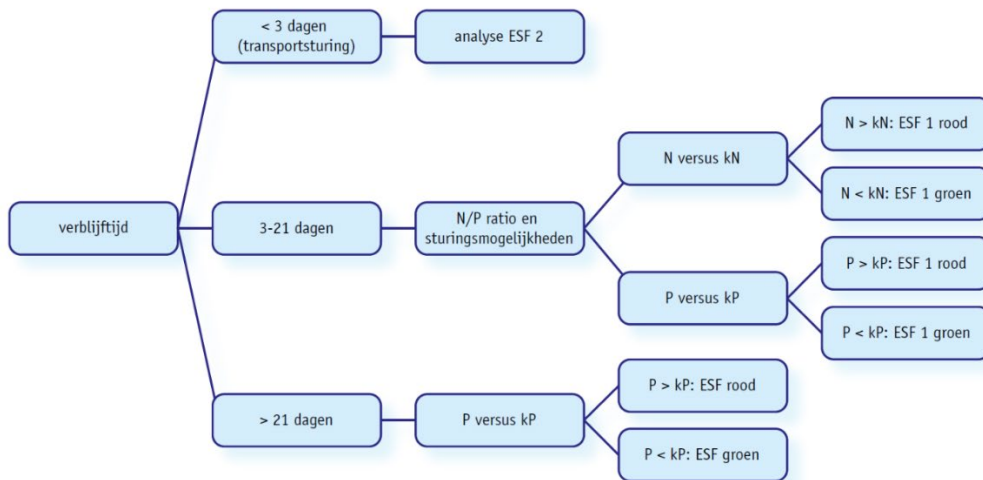 < 3 dagen
(transportsturing)
analyse ESF 2
N > kN: ESF 1 rood
N versus kN
N < kN: ESF 1 groen
verblijftijd
3-21 dagen
N/P ratio en
sturingsmogelijkheden
P > kP: ESF 1 rood
P versus kP
P < kP: ESF 1 groen
P > kP: ESF rood
> 21 dagen
P versus kP
P < kP: ESF groen